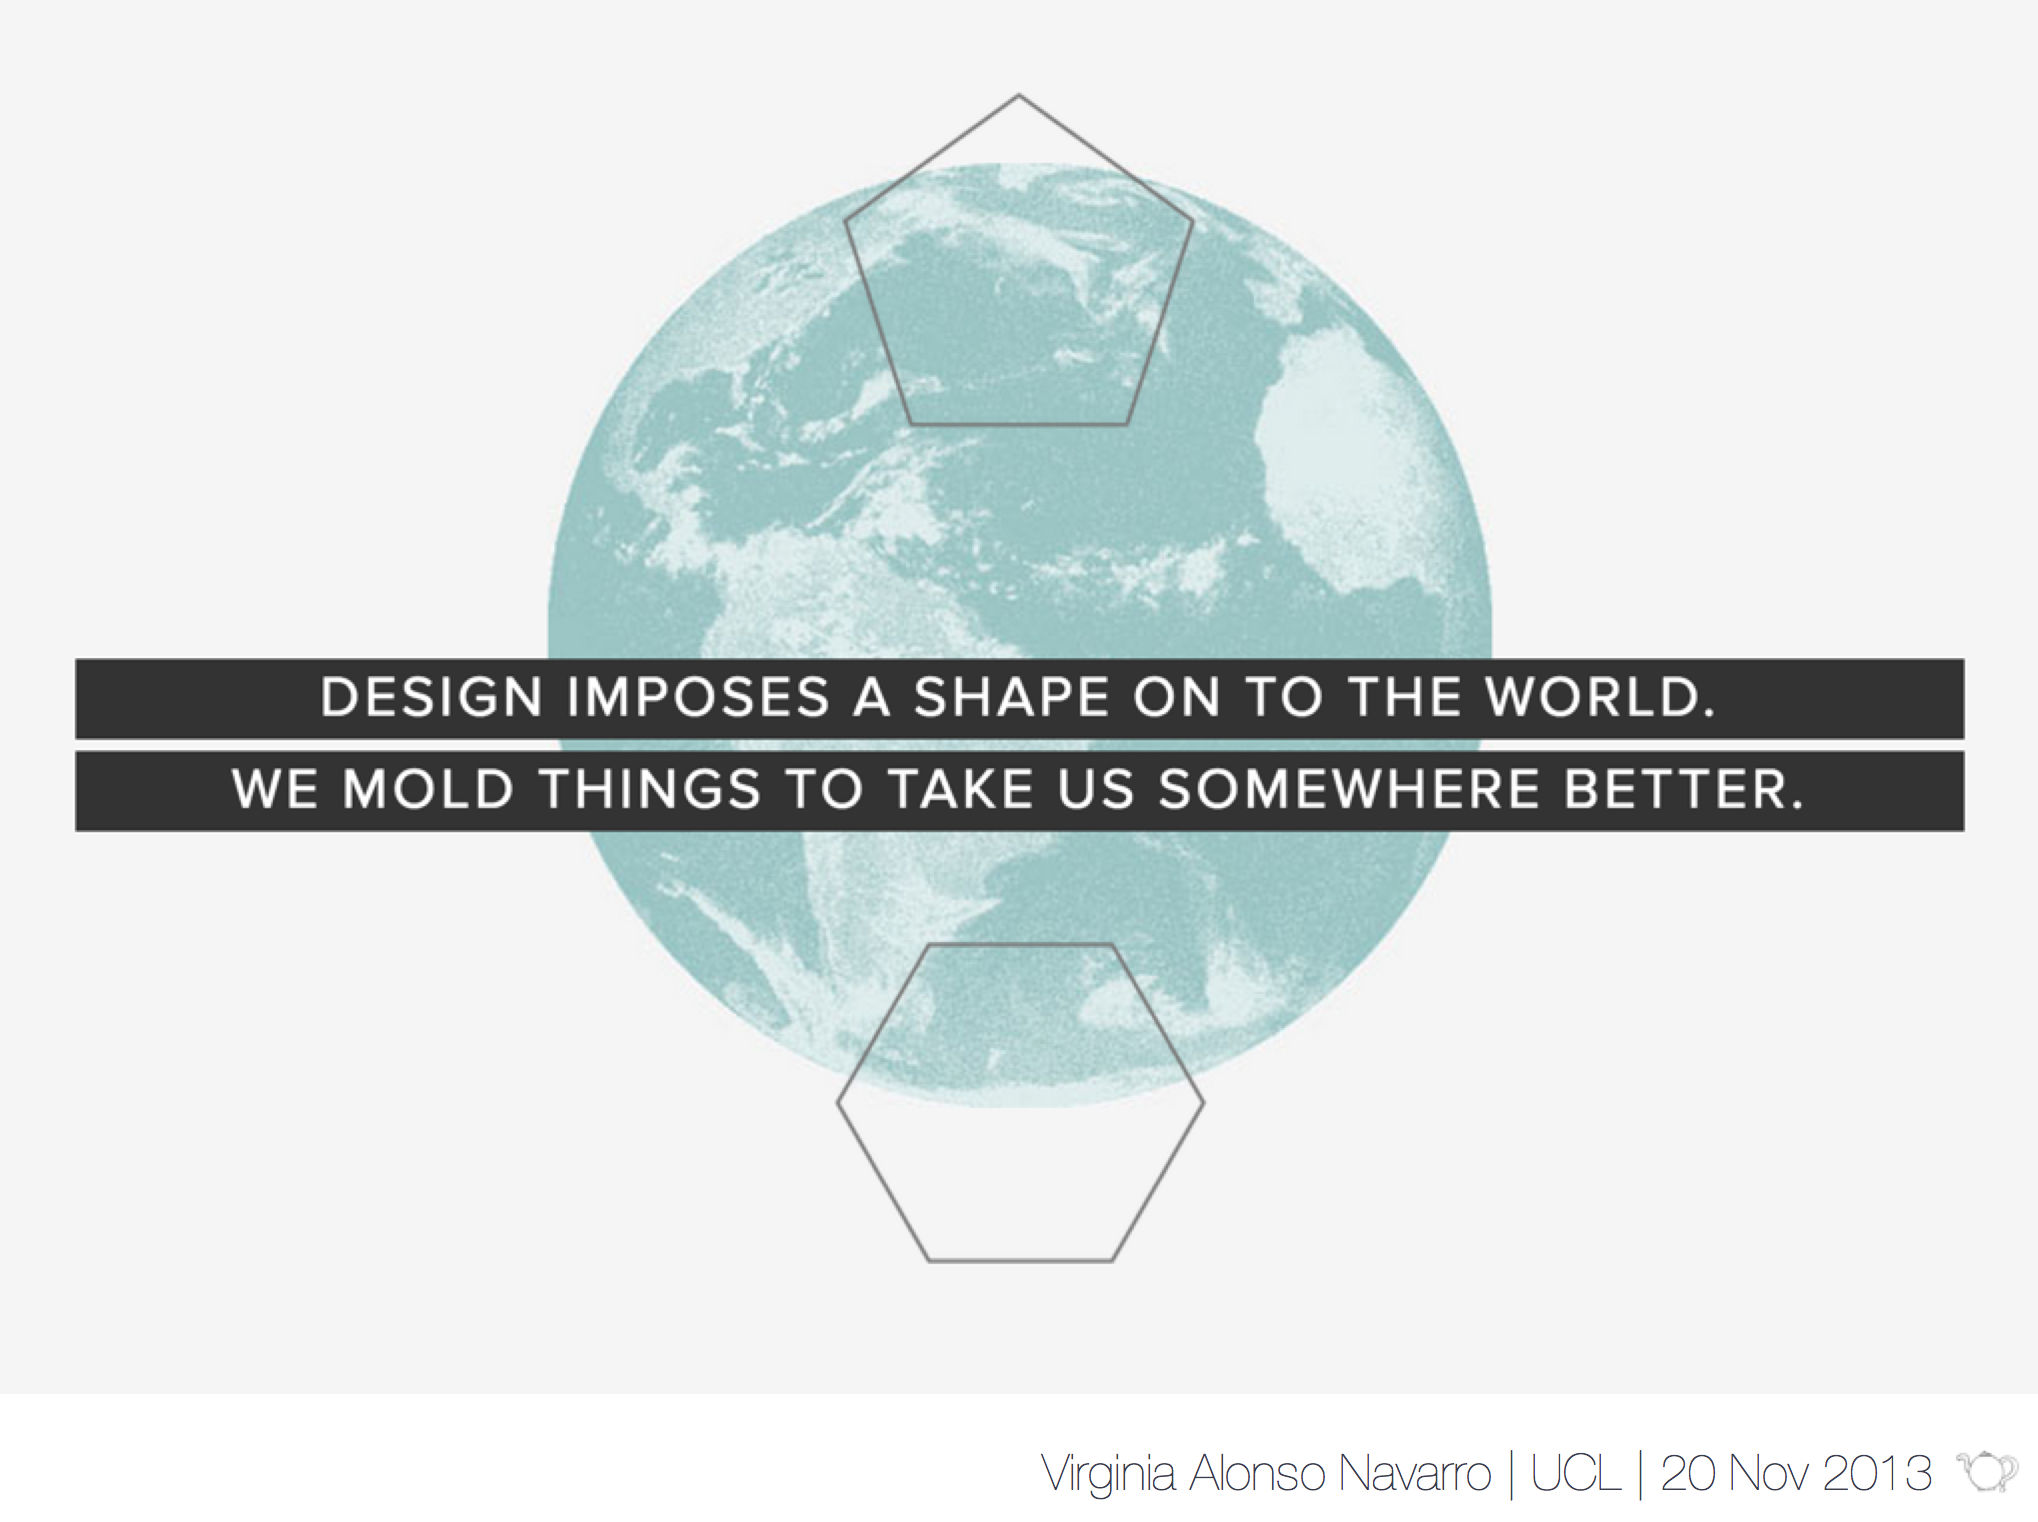 DESIGN IMPOSES A SHAPE ON TO THE WORLD.
WE MOLD THINGS TO TAKE US SOMEWHERE BETTER.
Virginia Alonso Navarro | UCL | 20 Nov 2013